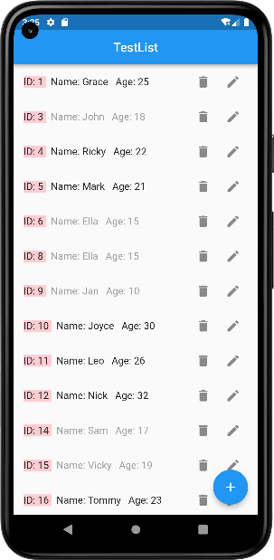 3:25
TestList
ID: 1 Name: Grace Age: 25
ID: 3 Name: John Age: 18
ID: 4 Name: Ricky Age: 22
ID: 5 Name: Mark Age: 21
ID: 6 Name: Ella Age: 15
ID: 8 Name: Ella Age: 15
ID: 9 Name: Jan Age: 10
ID: 10 Name: Joyce Age: 30
ID: 11 Name: Leo Age: 26
ID: 12 Name: Nick Age: 32
ID: 14 Name: Sam Age: 17
ID: 15 Name: Vicky Age: 19
ID: 16 Name: Tommy Age: 23